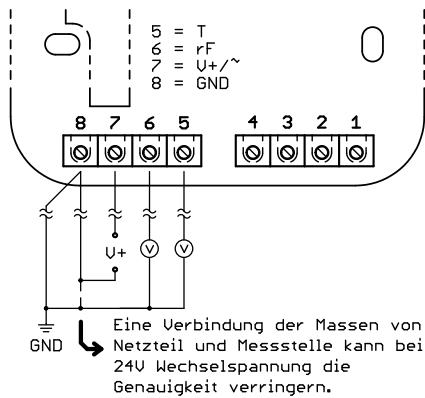 5 = T
6 = rF
7 = V+/~
8 = GND
8 7 6 5 4 3 2 1
V+
V V
GND
Eine Verbindung der Massen von
Netzteil und Messstelle kann bei
24V Wechselspannung die
Genauigkeit verringern.